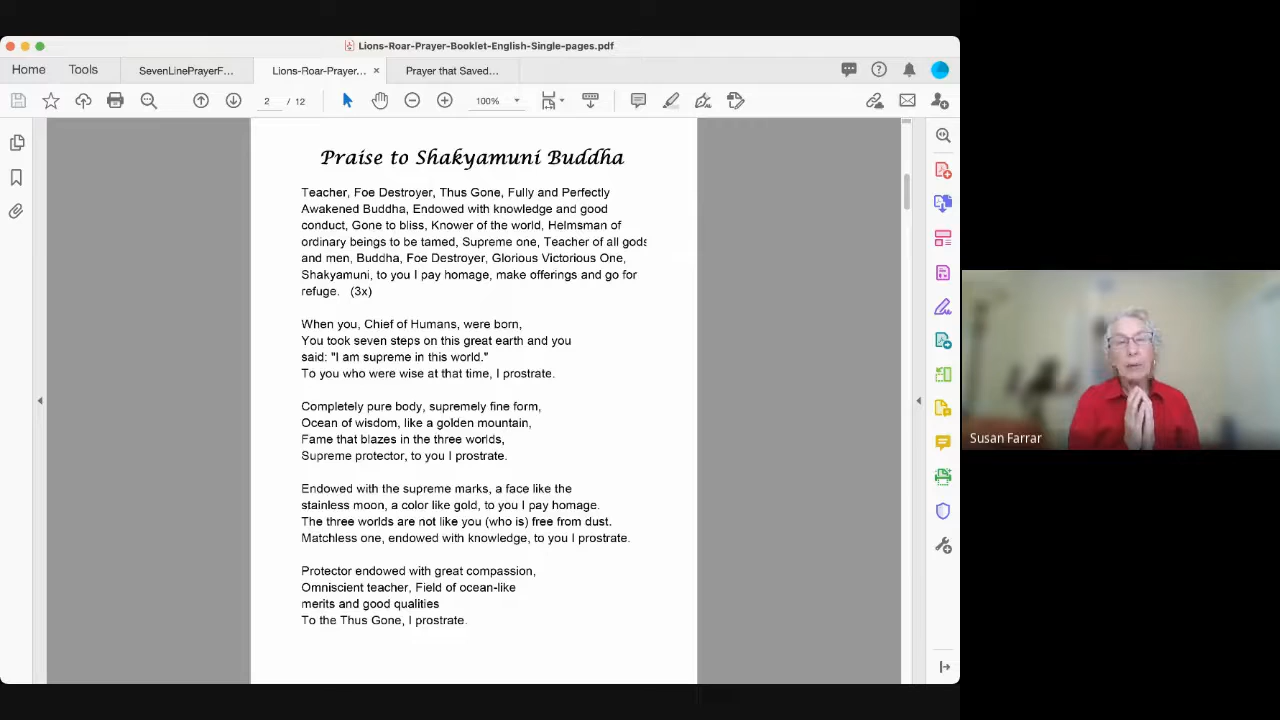 Lions-Roar-Prayer-Booklet-English-Single-pages.pdf
Home
Tools
SevenLinePrayerF...
Lions-Roar-Prayer... ×
Prayer that Saved...
2 / 12
100%
Praise to Shakyamuni Buddha
Teacher, Foe Destroyer, Thus Gone, Fully and Perfectly
Awakened Buddha, Endowed with knowledge and good
conduct, Gone to bliss, Knower of the world, Helmsman of
ordinary beings to be tamed, Supreme one, Teacher of all gods
and men, Buddha, Foe Destroyer, Glorious Victorious One,
Shakyamuni, to you I pay homage, make offerings and go for
refuge. (3x)
When you, Chief of Humans, were born,
You took seven steps on this great earth and you
said: "I am supreme in this world."
To you who were wise at that time, I prostrate.
Completely pure body, supremely fine form,
Ocean of wisdom, like a golden mountain,
Fame that blazes in the three worlds,
Supreme protector, to you I prostrate.
Endowed with the supreme marks, a face like the
stainless moon, a color like gold, to you I pay homage.
The three worlds are not like you (who is) free from dust.
Matchless one, endowed with knowledge, to you I prostrate.
Protector endowed with great compassion,
Omniscient teacher, Field of ocean-like
merits and good qualities
To the Thus Gone, I prostrate.
Susan Farrar